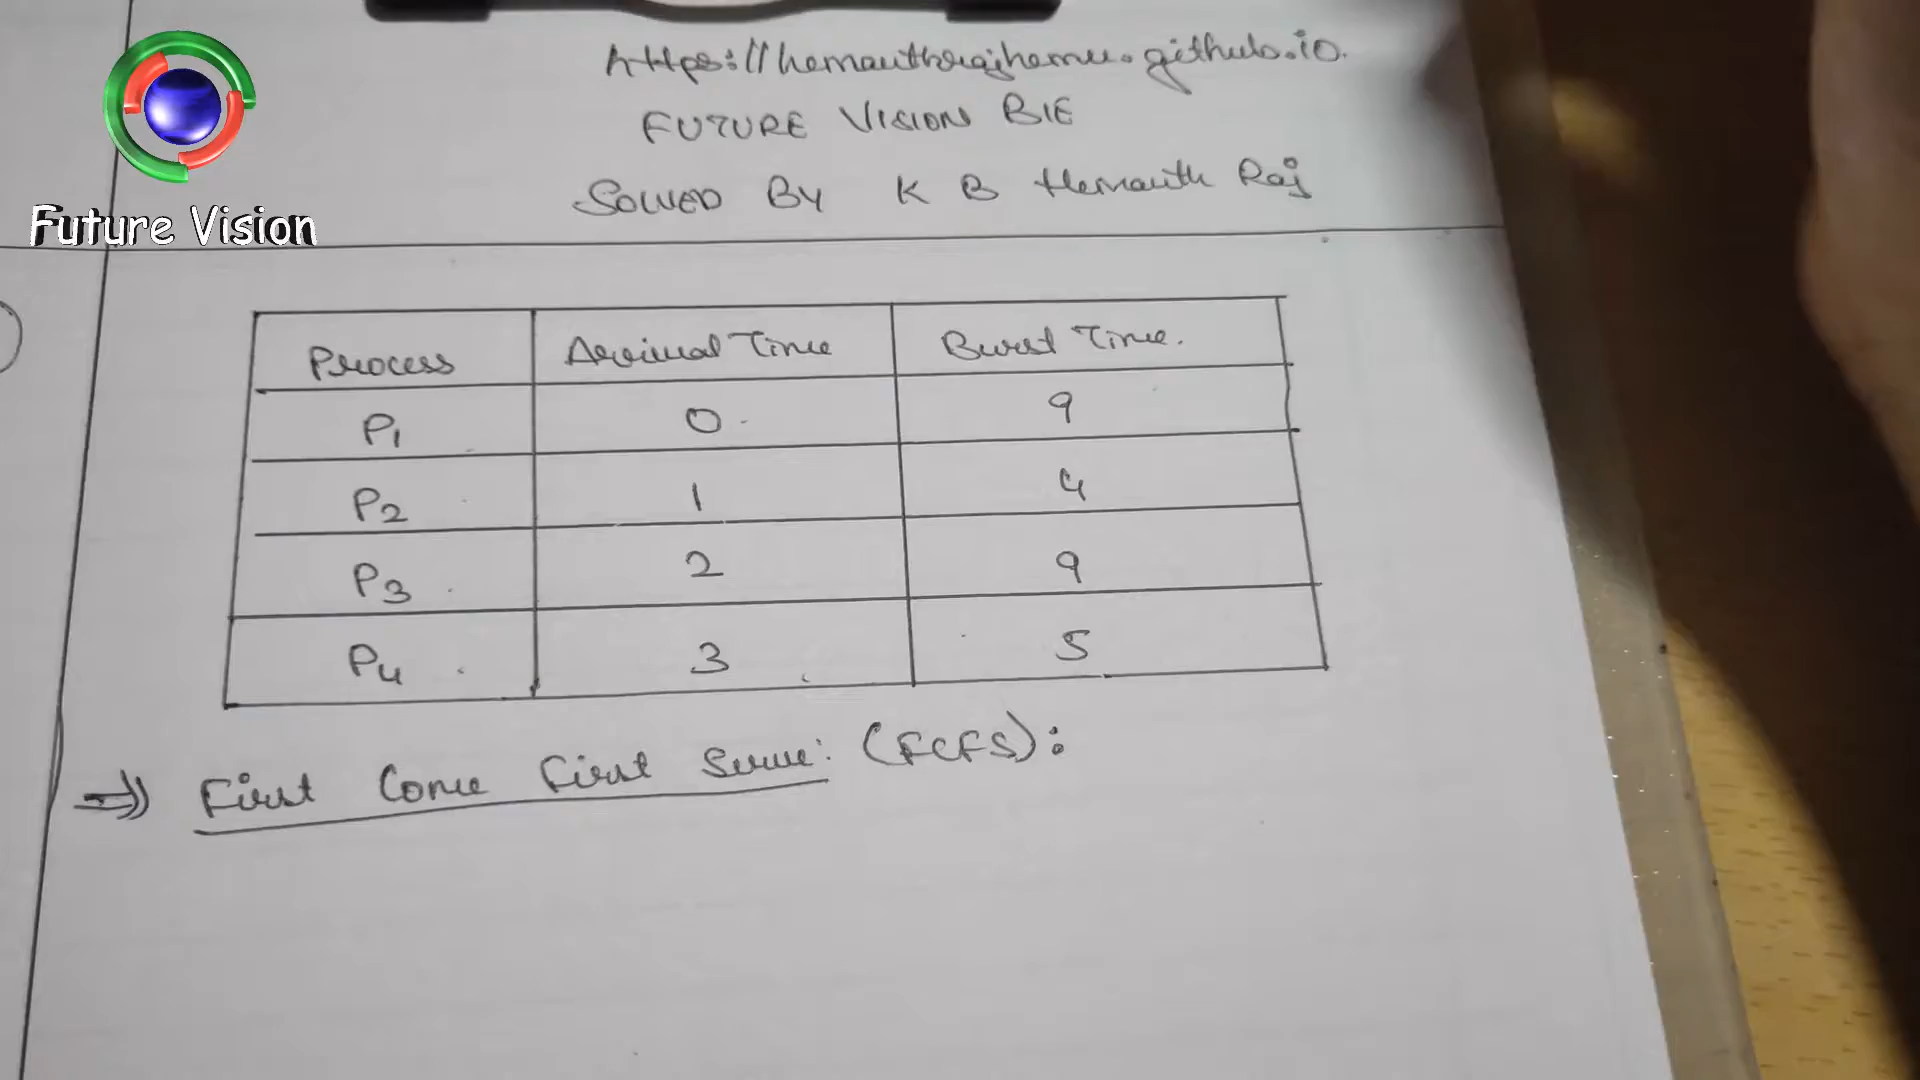 https://hemanthrajhemu.github.io.
FUTURE VISION BIE
SOLVED By K B Hemanth Raj
Future Vision
Process Arrival Time Burst Time.
P1 0 9
P2 1 4
P3 2 9
P4 3 5
=> First Come First Serve: (FCFS):